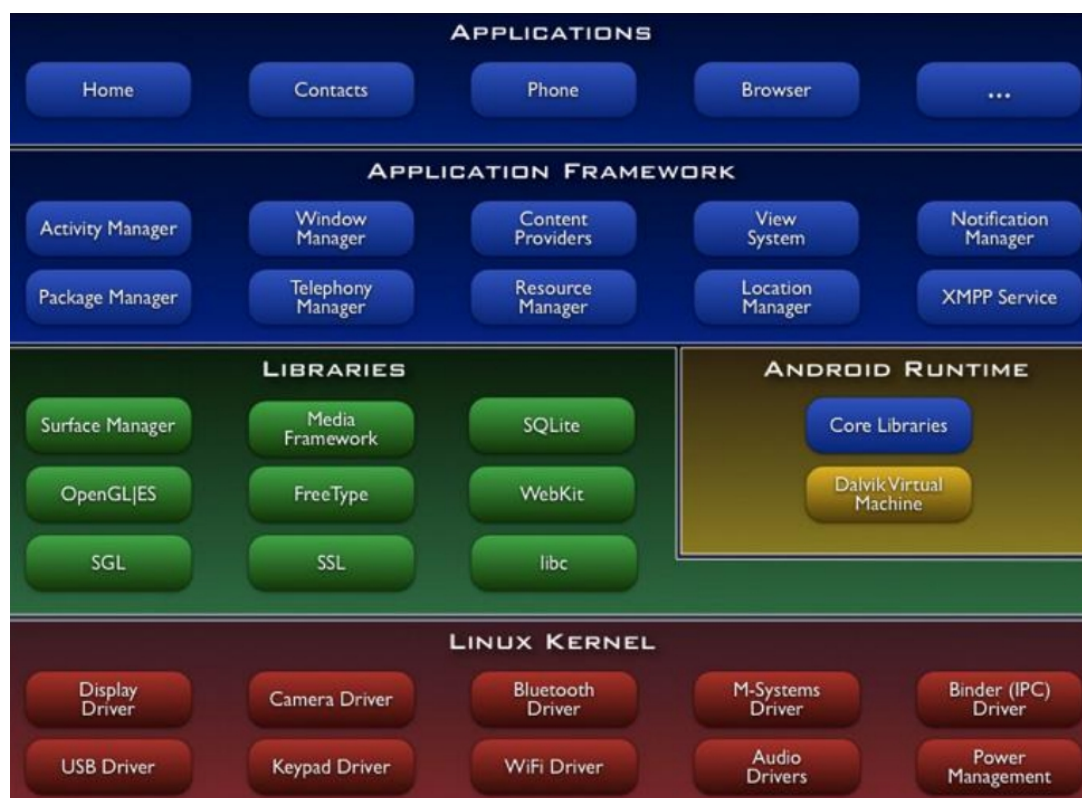 APPLICATIONS
Home
Contacts
Phone
Browser
...
APPLICATION FRAMEWORK
Activity Manager
Window
Manager
Content
Providers
View
System
Notification
Manager
Package Manager
Telephony
Manager
Resource
Manager
Location
Manager
XMPP Service
LIBRARIES
Surface Manager
Media
Framework
SQLite
OpenGL|ES
FreeType
WebKit
SGL
SSL
libc
ANDROID RUNTIME
Core Libraries
Dalvik Virtual
Machine
LINUX KERNEL
Display
Driver
Camera Driver
Bluetooth
Driver
M-Systems
Driver
Binder (IPC)
Driver
USB Driver
Keypad Driver
WiFi Driver
Audio
Drivers
Power
Management